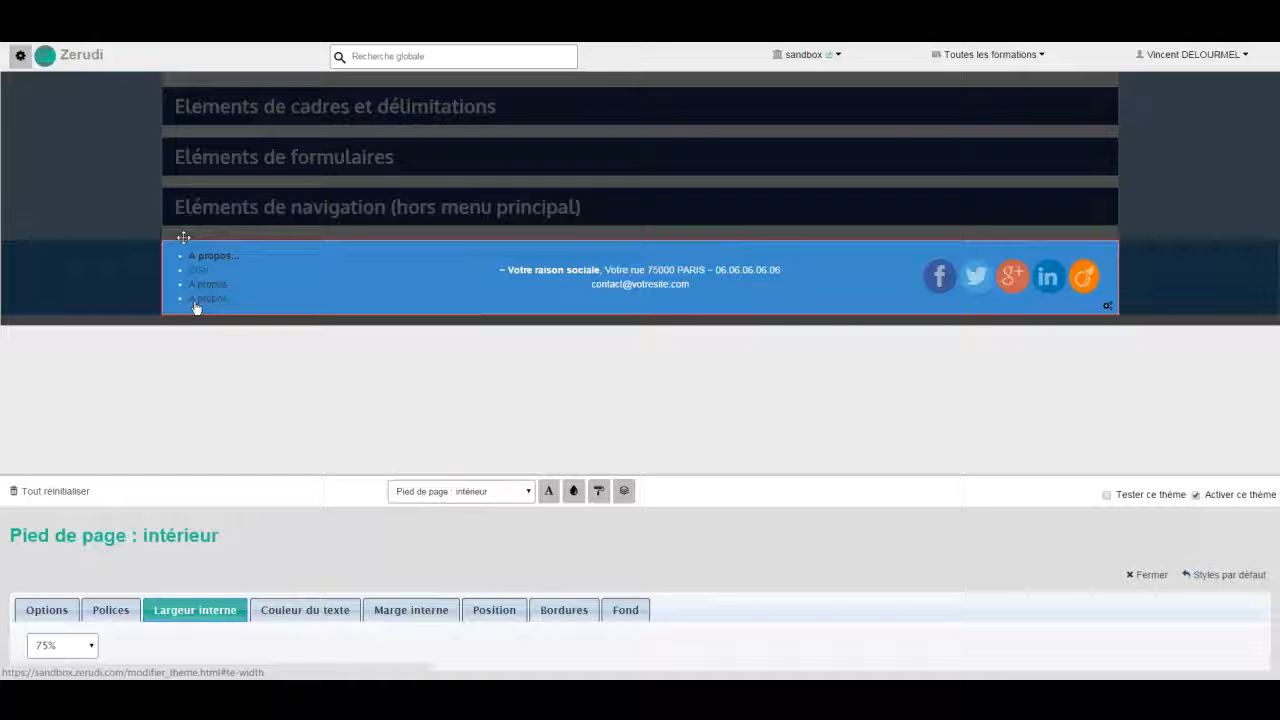 Zerudi
Recherche globale
sandbox
Toutes les formations
Vincent DELOURMEL
Elements de cadres et délimitations
Eléments de formulaires
Eléments de navigation (hors menu principal)
A propos...
CGV
A propos
A propos
– Votre raison sociale, Votre rue 75000 PARIS – 06.06.06.06.06
contact@votresite.com
f
g+
in
Tout réinitialiser
Pied de page : intérieur
A
Tester ce thème
Activer ce thème
Pied de page : intérieur
Fermer
Styles par défaut
Options
Polices
Largeur interne
Couleur du texte
Marge interne
Position
Bordures
Fond
75%
https://sandbox.zerudi.com/modifier_theme.html#te-width